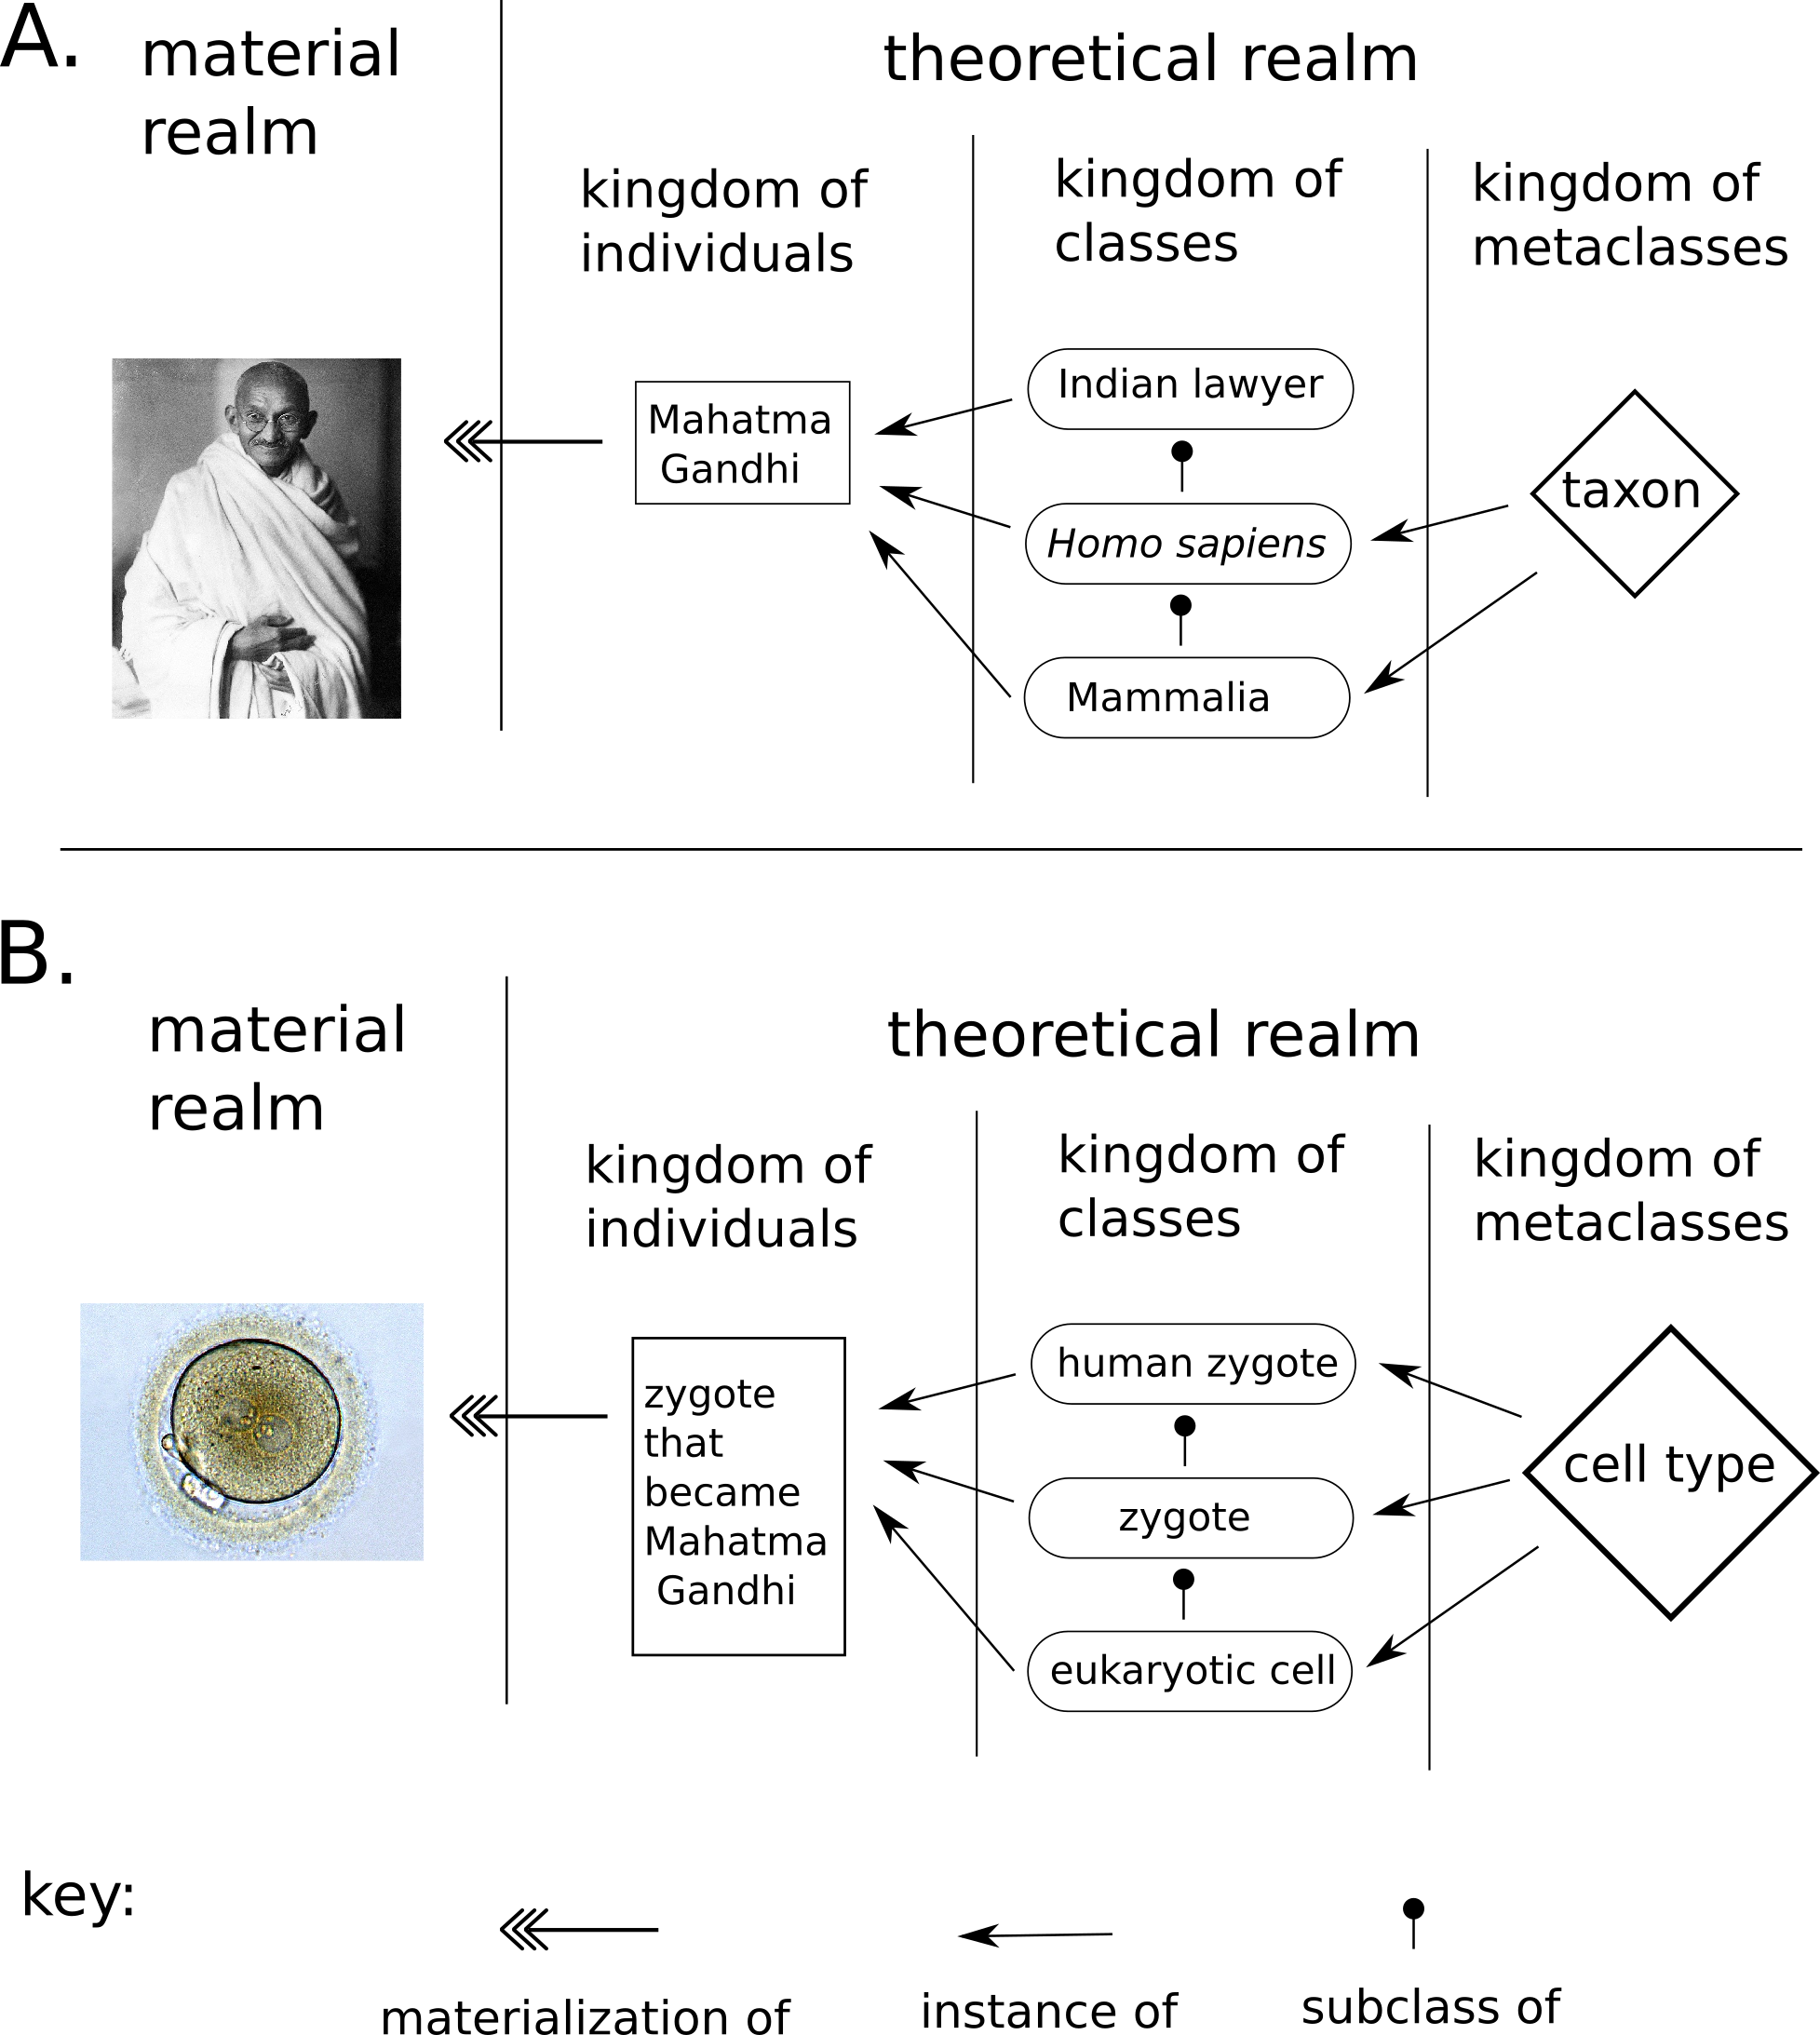 A.
material
realm
theoretical realm
kingdom of
individuals
kingdom of
classes
kingdom of
metaclasses
Mahatma
Gandhi
Indian lawyer
Homo sapiens
Mammalia
taxon
B.
material
realm
theoretical realm
kingdom of
individuals
kingdom of
classes
kingdom of
metaclasses
zygote
that
became
Mahatma
Gandhi
human zygote
zygote
eukaryotic cell
cell type
key:
materialization of
instance of
subclass of